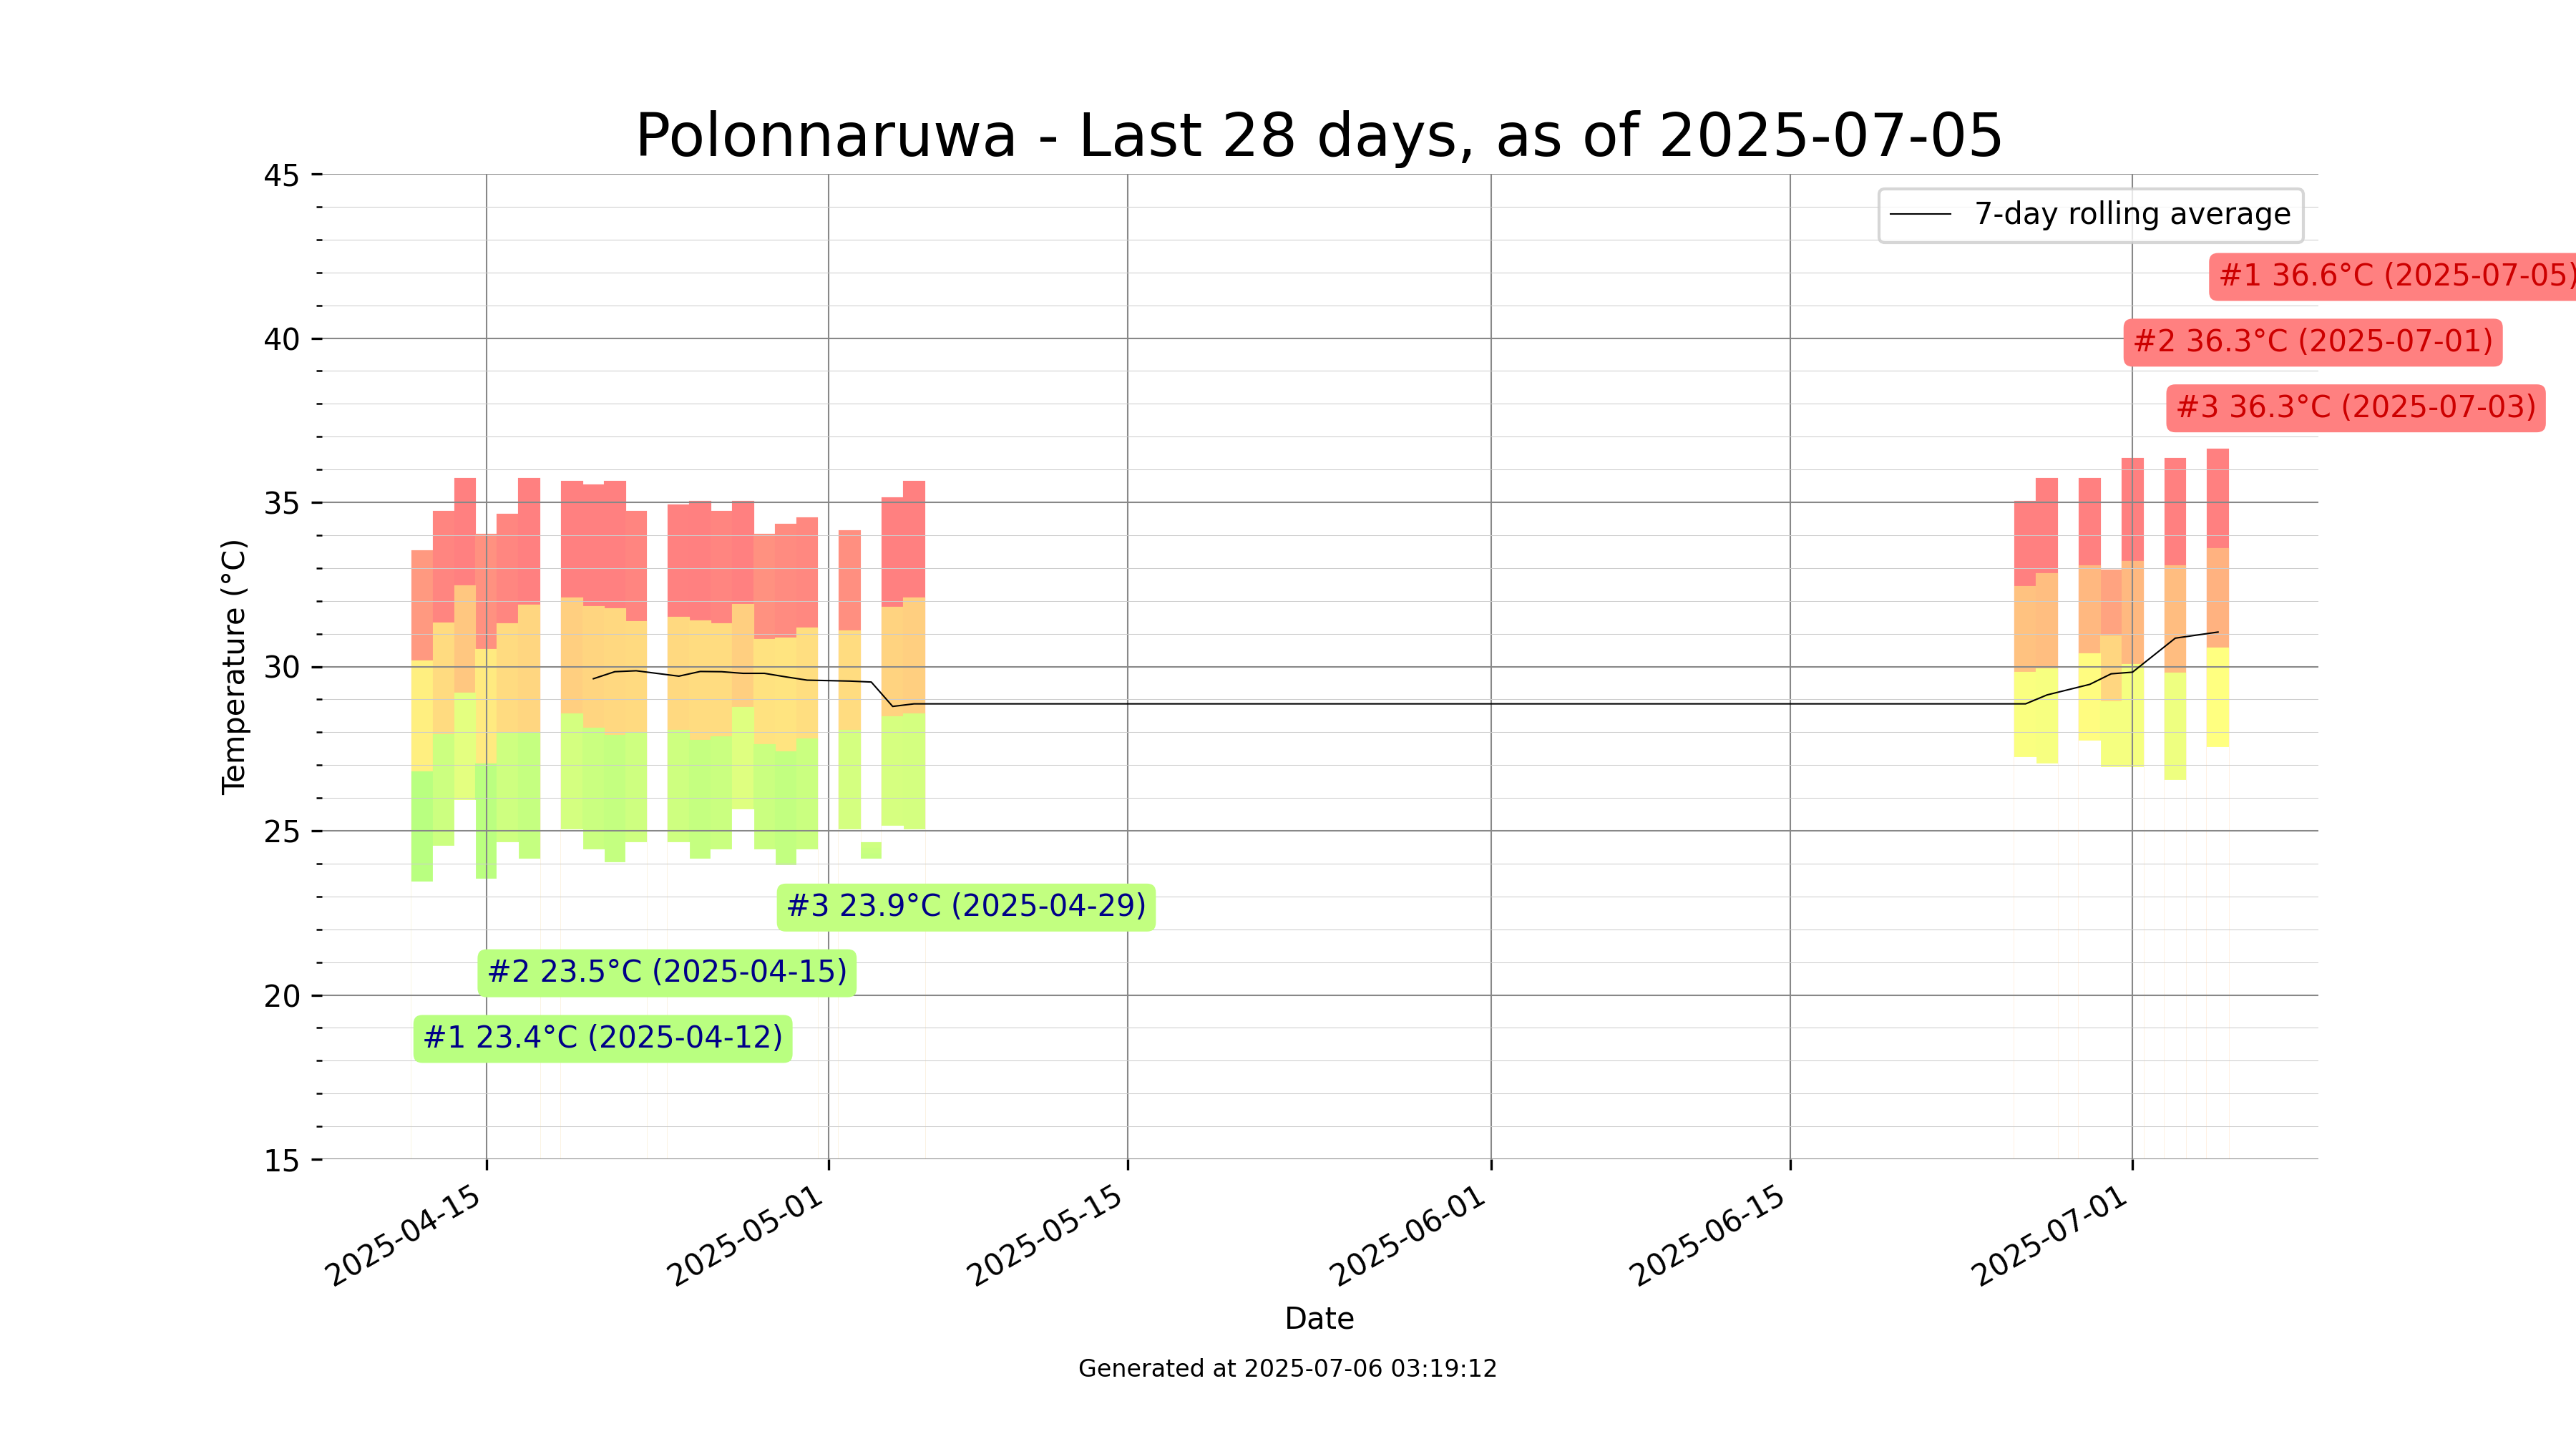 Polonnaruwa - Last 28 days, as of 2025-07-05
45
40
35
30
25
20
15
Temperature (°C)
7-day rolling average
#1 36.6°C (2025-07-05)
#2 36.3°C (2025-07-01)
#3 36.3°C (2025-07-03)
#3 23.9°C (2025-04-29)
#2 23.5°C (2025-04-15)
#1 23.4°C (2025-04-12)
2025-04-15
2025-05-01
2025-05-15
2025-06-01
2025-06-15
2025-07-01
Date
Generated at 2025-07-06 03:19:12